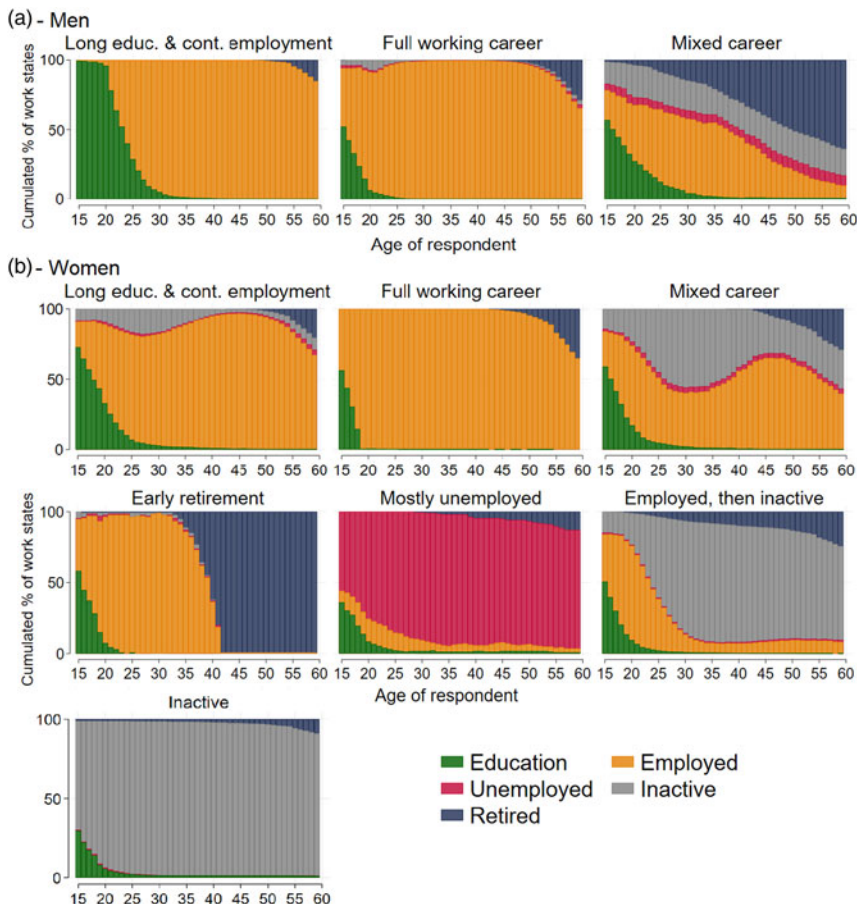 (a) - Men
Long educ. & cont. employment Full working career Mixed career
Cumulated % of work states
100
50
0
15 20 25 30 35 40 45 50 55 60 15 20 25 30 35 40 45 50 55 60 15 20 25 30 35 40 45 50 55 60
Age of respondent
(b) - Women
Long educ. & cont. employment Full working career Mixed career
100
50
0
15 20 25 30 35 40 45 50 55 60 15 20 25 30 35 40 45 50 55 60 15 20 25 30 35 40 45 50 55 60
Early retirement Mostly unemployed Employed, then inactive
Cumulated % of work states
100
50
0
15 20 25 30 35 40 45 50 55 60 15 20 25 30 35 40 45 50 55 60 15 20 25 30 35 40 45 50 55 60
Age of respondent
Inactive
100
50
0
15 20 25 30 35 40 45 50 55 60
Education Employed
Unemployed Inactive
Retired